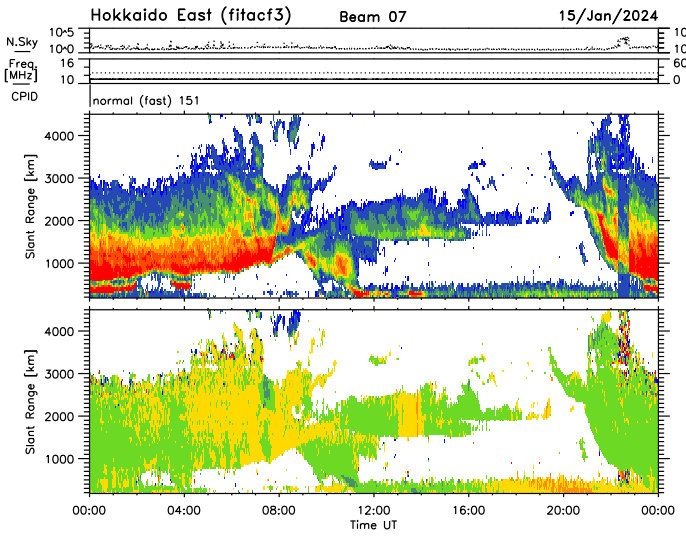 Hokkaido East (fitacf3) Beam 07 15/Jan/2024
N.Sky 10^5 10^0 10 10
Freq. [MHz] 16 10 60 0
CPID normal (fast) 151
Slant Range [km] 4000 3000 2000 1000
Slant Range [km] 4000 3000 2000 1000
00:00 04:00 08:00 12:00 16:00 20:00 00:00
Time UT